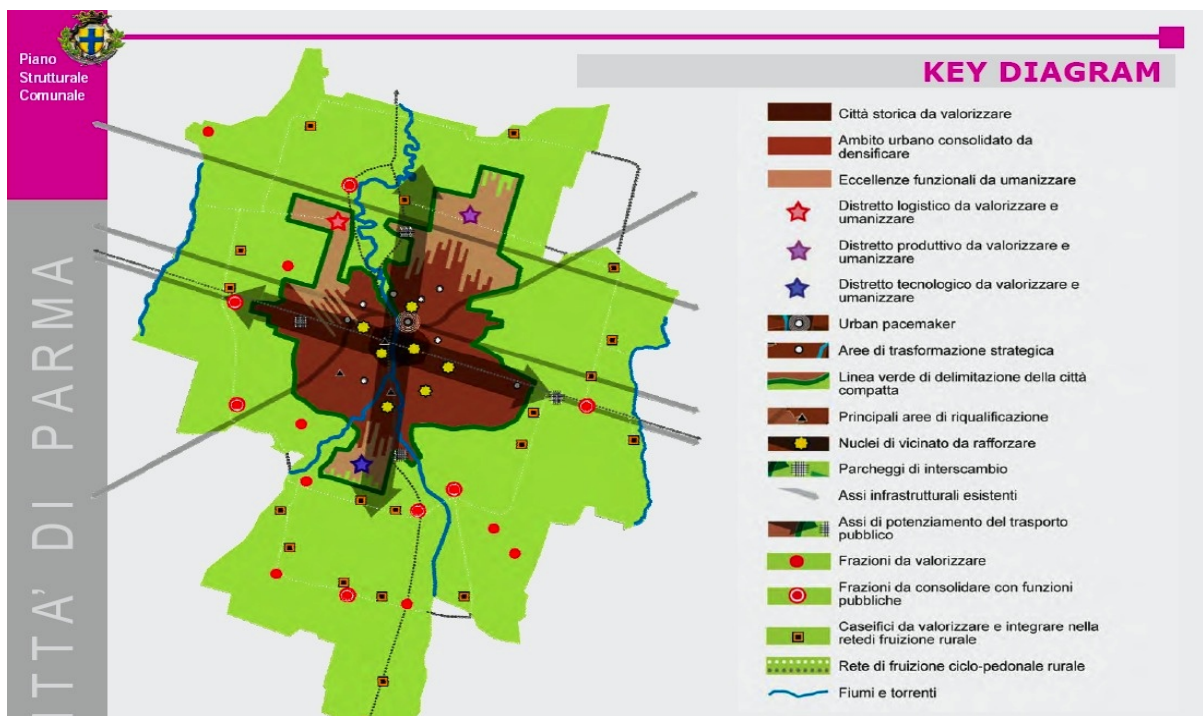 Piano
Strutturale
Comunale
KEY DIAGRAM
ITTA' DI PARMA
Città storica da valorizzare
Ambito urbano consolidato da
densificare
Eccellenze funzionali da umanizzare
Distretto logistico da valorizzare e
umanizzare
Distretto produttivo da valorizzare e
umanizzare
Distretto tecnologico da valorizzare e
umanizzare
Urban pacemaker
Aree di trasformazione strategica
Linea verde di delimitazione della città
compatta
Principali aree di riqualificazione
Nuclei di vicinato da rafforzare
Parcheggi di interscambio
Assi infrastrutturali esistenti
Assi di potenziamento del trasporto
pubblico
Frazioni da valorizzare
Frazioni da consolidare con funzioni
pubbliche
Caseifici da valorizzare e integrare nella
retedi fruizione rurale
Rete di fruizione ciclo-pedonale rurale
Fiumi e torrenti